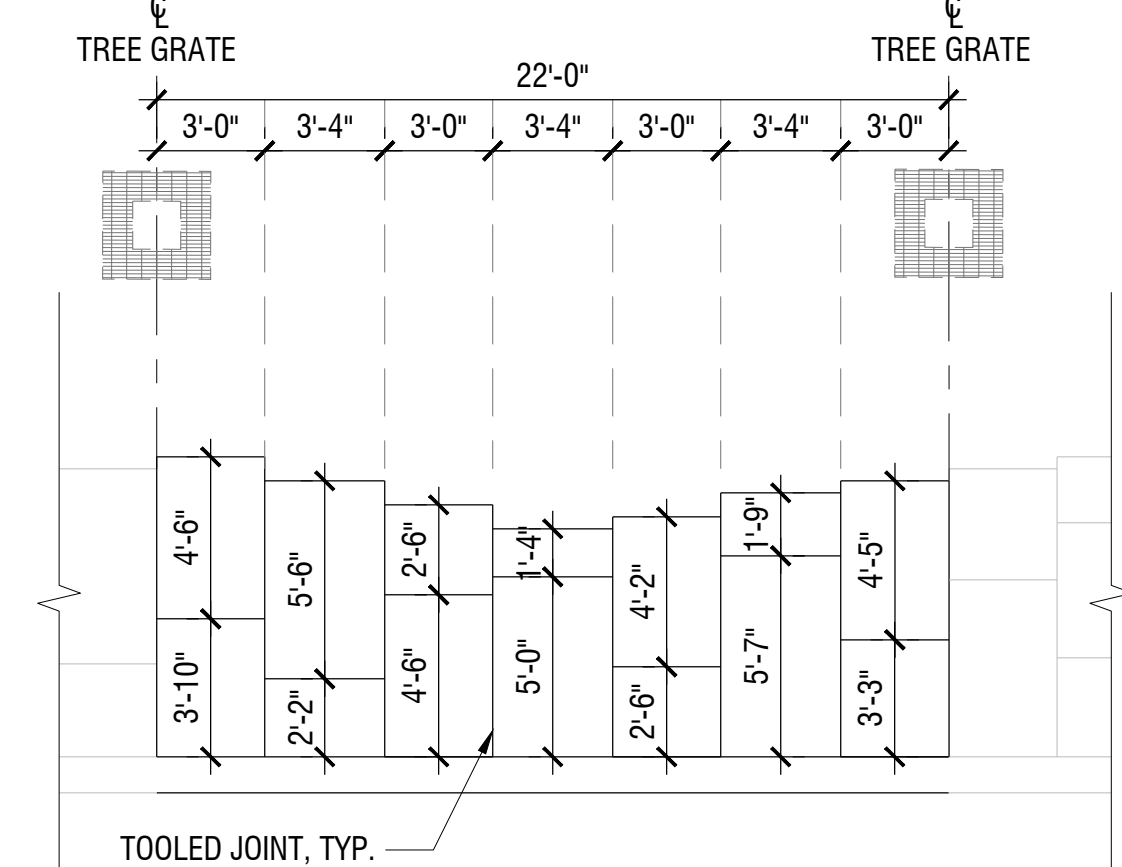 ℄ ℄
TREE GRATE TREE GRATE
22'-0"
3'-0" 3'-4" 3'-0" 3'-4" 3'-0" 3'-4" 3'-0"
4'-6" 5'-6" 2'-6" 1'-4" 4'-2" 1'-9" 4'-5"
3'-10" 2'-2" 4'-6" 5'-0" 2'-6" 5'-7" 3'-3"
TOOLED JOINT, TYP.